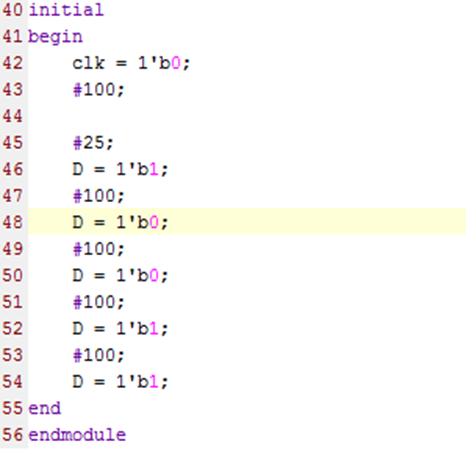 40 initial
41 begin
42     clk = 1'b0;
43     #100;
44
45     #25;
46     D = 1'b1;
47     #100;
48     D = 1'b0;
49     #100;
50     D = 1'b0;
51     #100;
52     D = 1'b1;
53     #100;
54     D = 1'b1;
55 end
56 endmodule